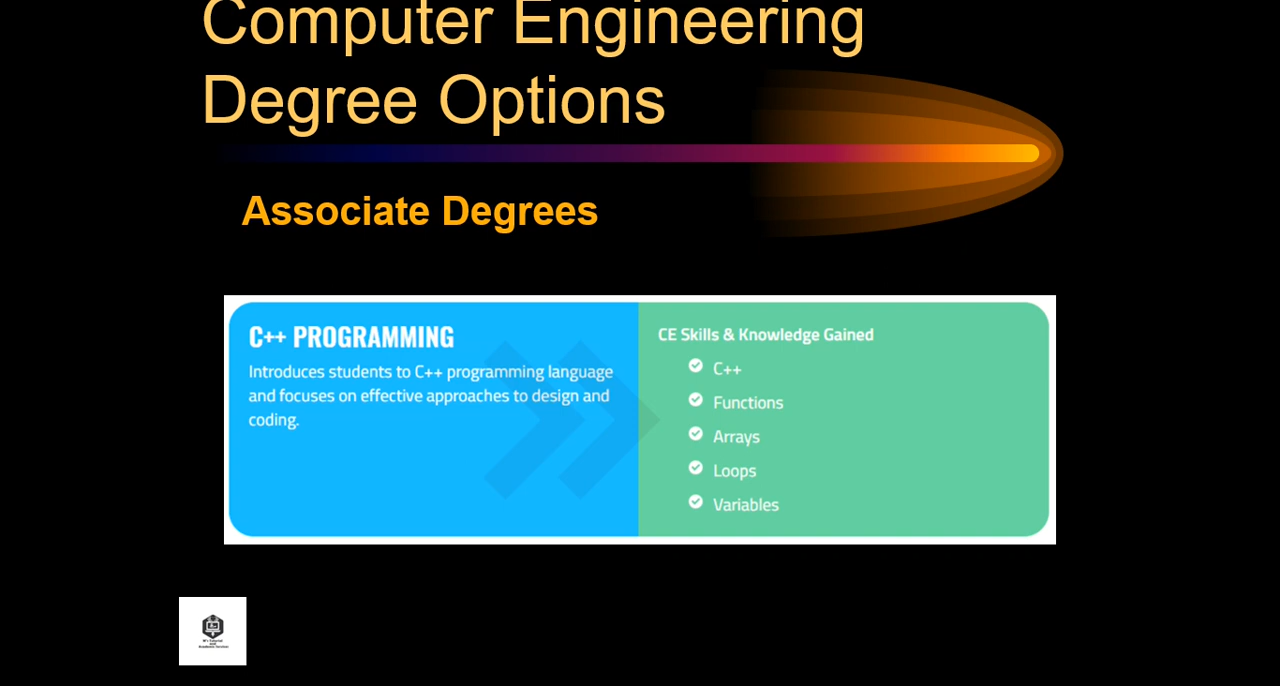 Computer Engineering
Degree Options
Associate Degrees
C++ PROGRAMMING
Introduces students to C++ programming language
and focuses on effective approaches to design and
coding.
CE Skills & Knowledge Gained
C++
Functions
Arrays
Loops
Variables